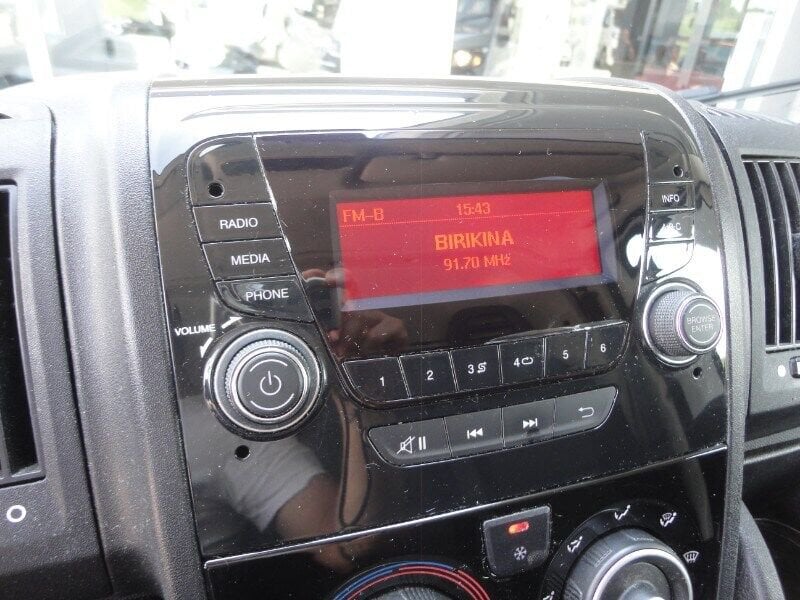 FM-B 15:43
BIRIKINA
91.70 MHz
RADIO
MEDIA
PHONE
VOLUME
INFO
BROWSE
ENTER
1 2 3 4 5 6